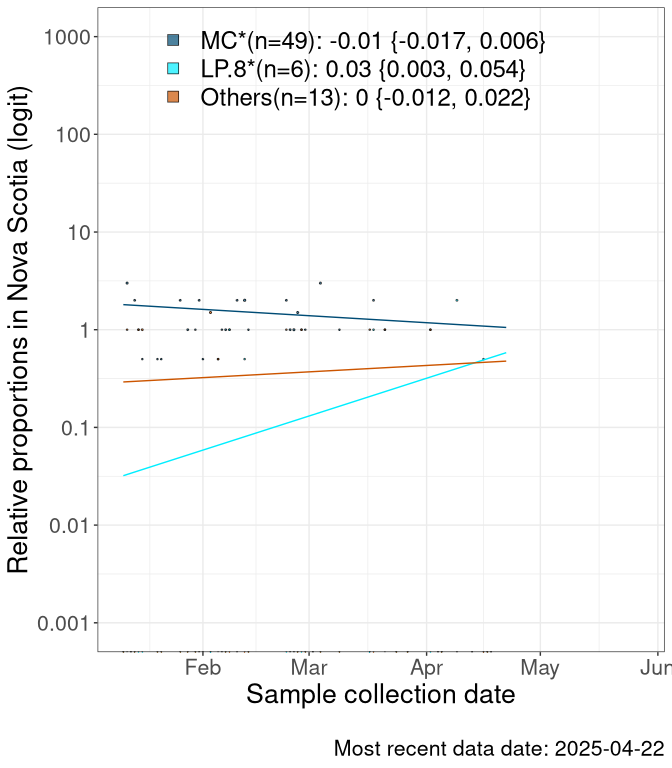 MC*(n=49): -0.01 {-0.017, 0.006}
LP.8*(n=6): 0.03 {0.003, 0.054}
Others(n=13): 0 {-0.012, 0.022}
Relative proportions in Nova Scotia (logit)
1000
100
10
1
0.1
0.01
0.001
Feb Mar Apr May Jun
Sample collection date
Most recent data date: 2025-04-22